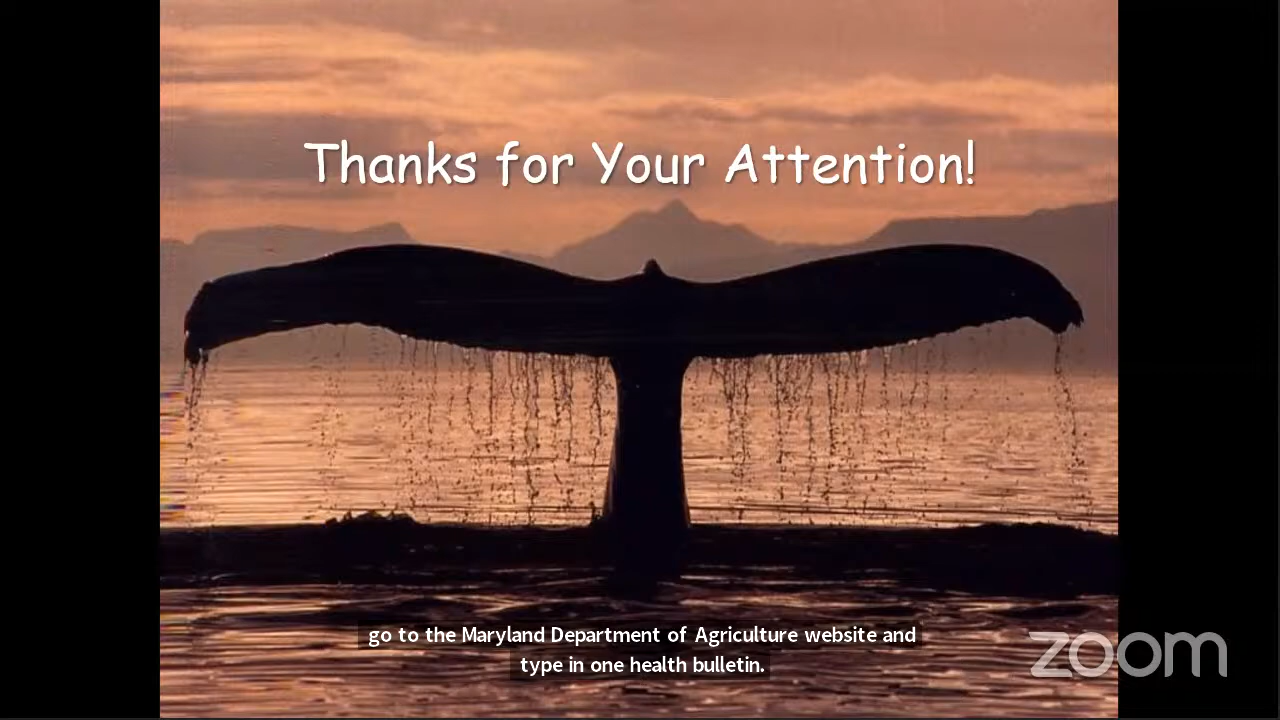 Thanks for Your Attention!
go to the Maryland Department of Agriculture website and
type in one health bulletin.
zoom